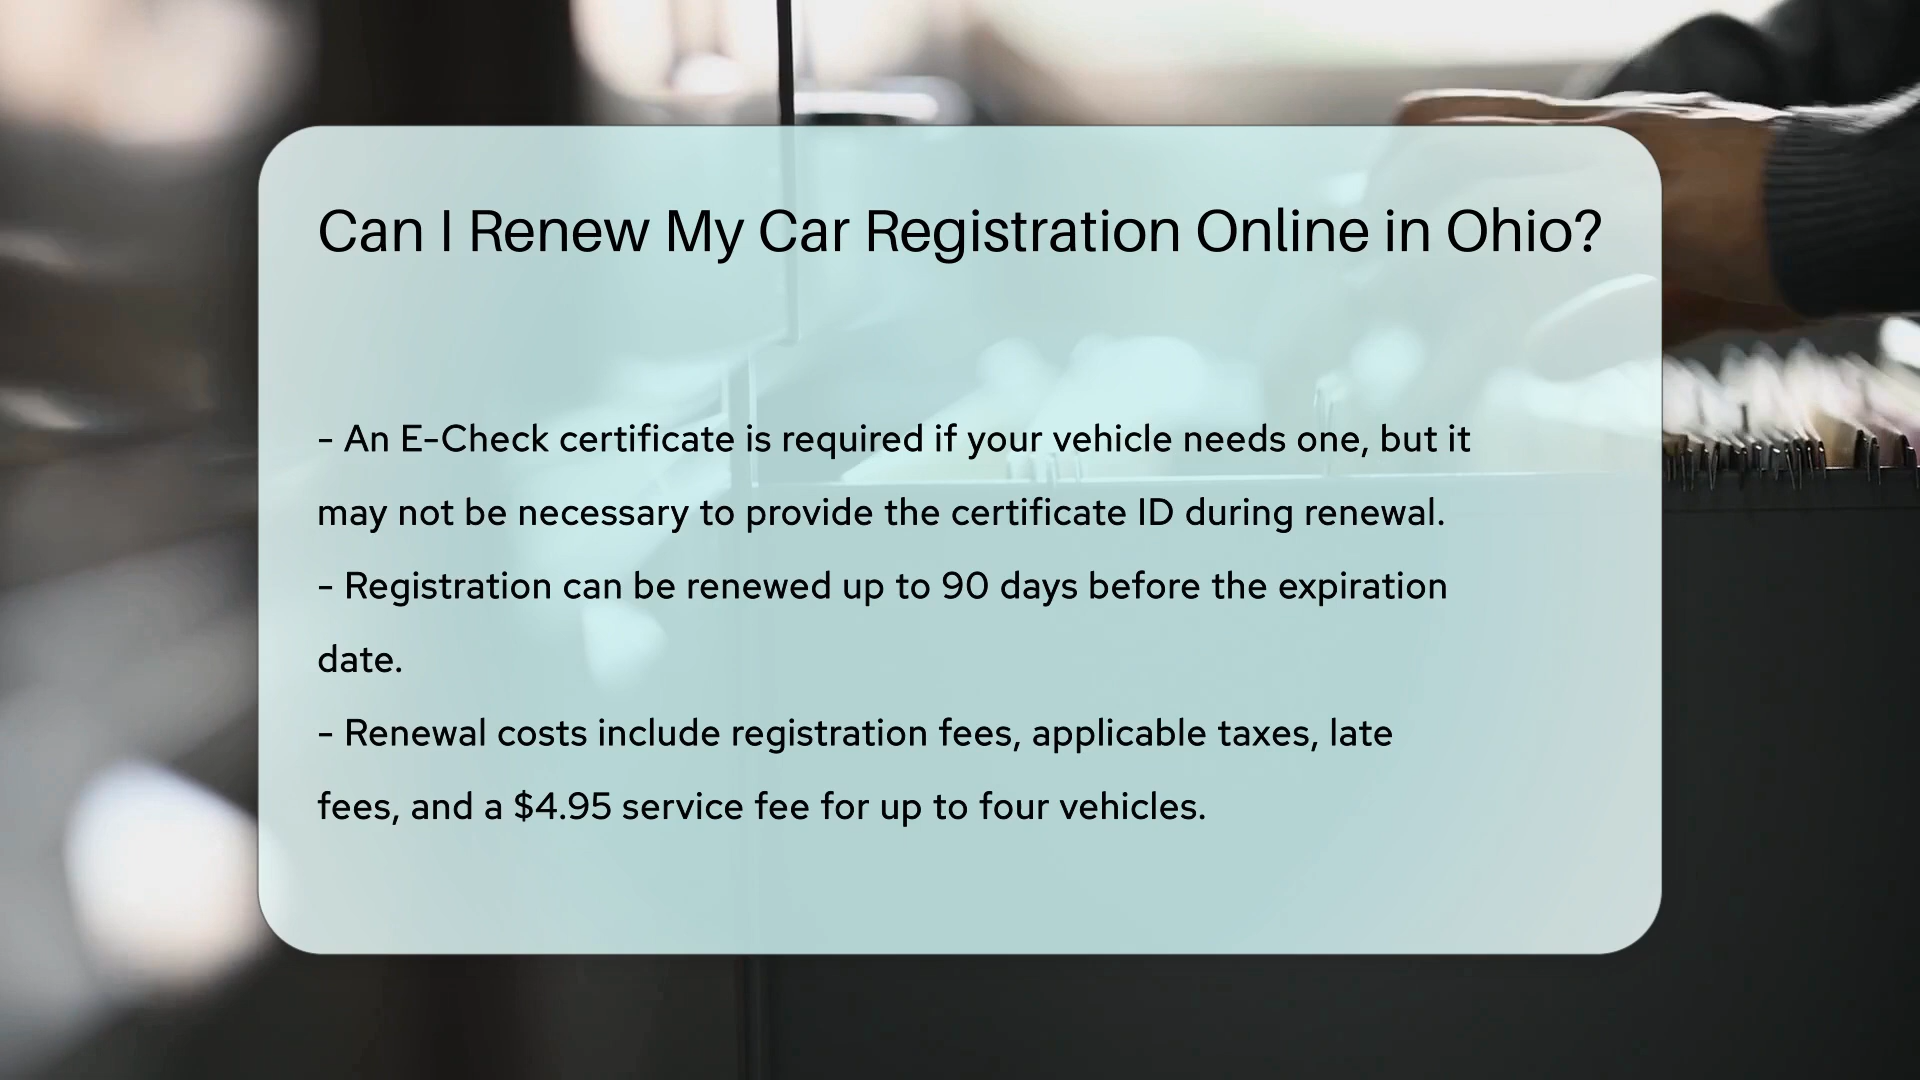 Can I Renew My Car Registration Online in Ohio?
- An E-Check certificate is required if your vehicle needs one, but it
may not be necessary to provide the certificate ID during renewal.
- Registration can be renewed up to 90 days before the expiration
date.
- Renewal costs include registration fees, applicable taxes, late
fees, and a $4.95 service fee for up to four vehicles.